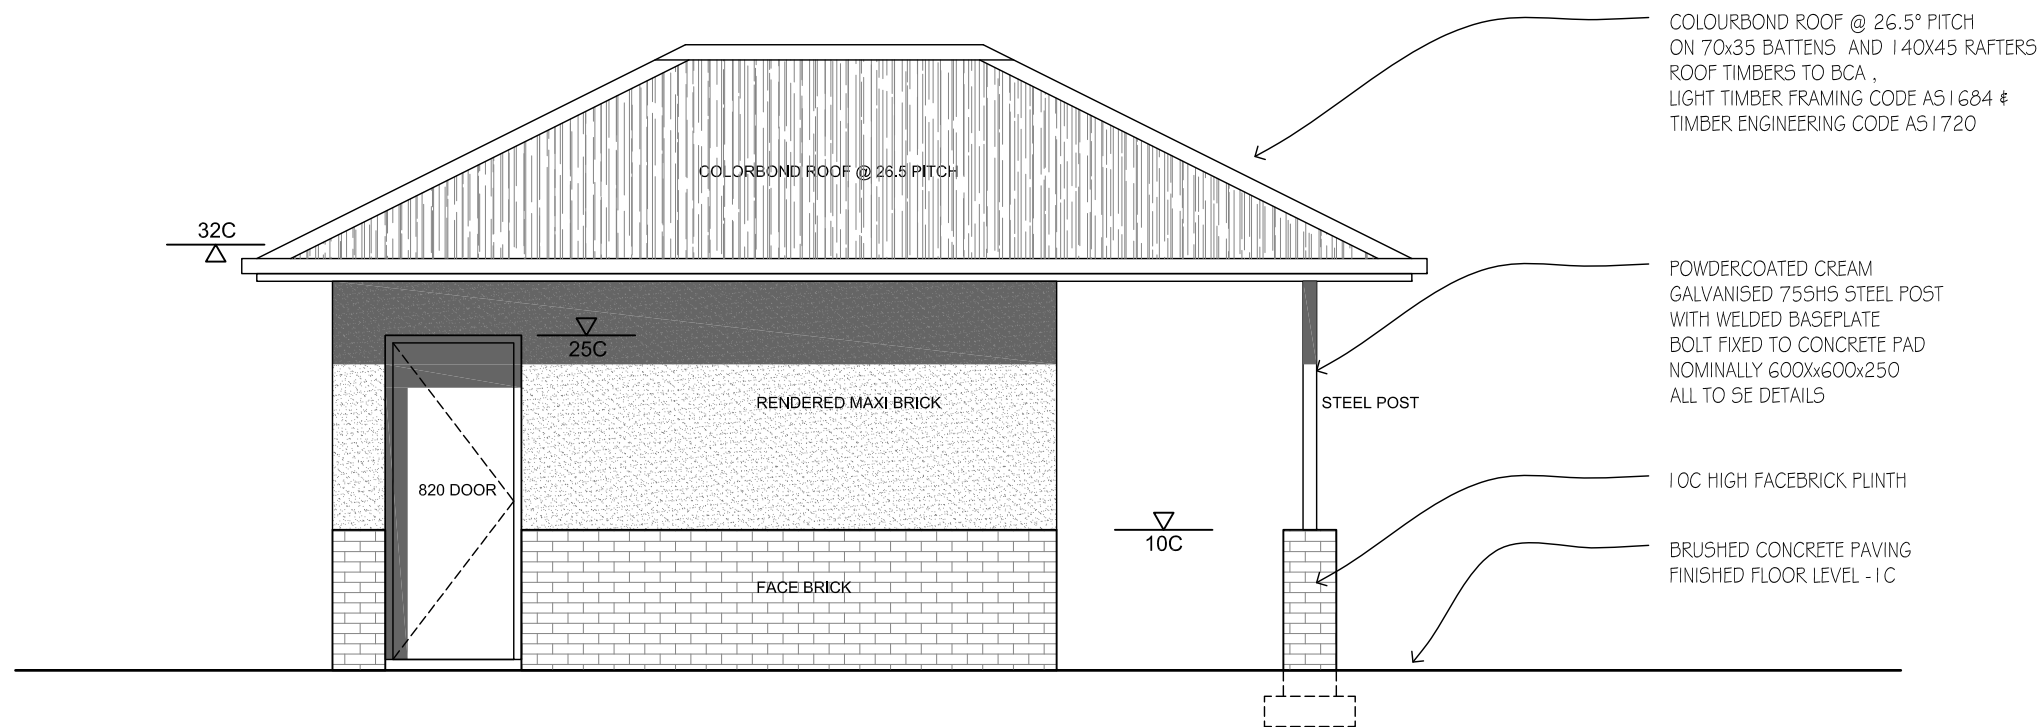 COLOURBOND ROOF @ 26.5° PITCH
ON 70x35 BATTENS AND 140X45 RAFTERS
ROOF TIMBERS TO BCA ,
LIGHT TIMBER FRAMING CODE AS1684 &
TIMBER ENGINEERING CODE AS1720
COLORBOND ROOF @ 26.5 PITCH
32C
POWDERCOATED CREAM
GALVANISED 75SHS STEEL POST
WITH WELDED BASEPLATE
BOLT FIXED TO CONCRETE PAD
NOMINALLY 600Xx600x250
ALL TO SE DETAILS
25C
RENDERED MAXI BRICK
STEEL POST
820 DOOR
10C HIGH FACEBRICK PLINTH
10C
BRUSHED CONCRETE PAVING
FINISHED FLOOR LEVEL -1C
FACE BRICK